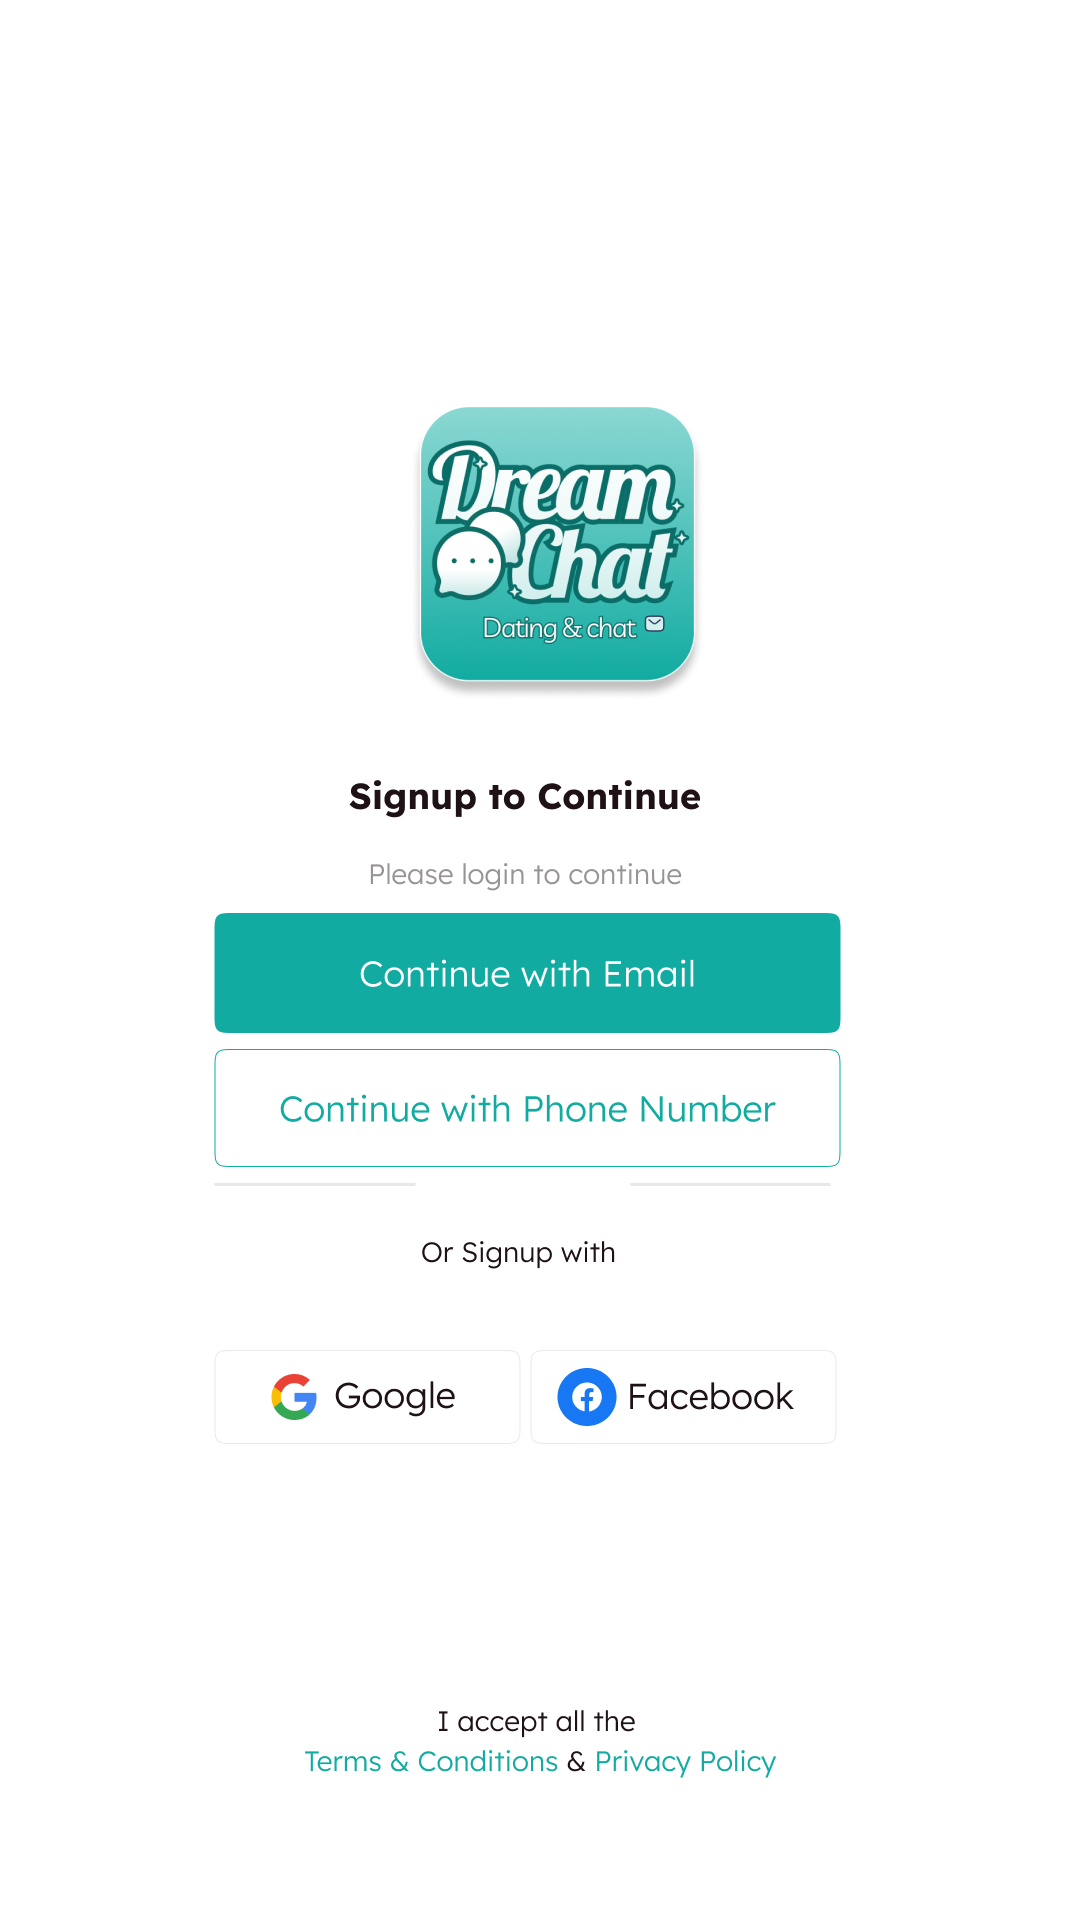 Dream
Chat
Dating & chat
Signup to Continue
Please login to continue
Continue with Email
Continue with Phone Number
Or Signup with
Google
Facebook
I accept all the
Terms & Conditions & Privacy Policy